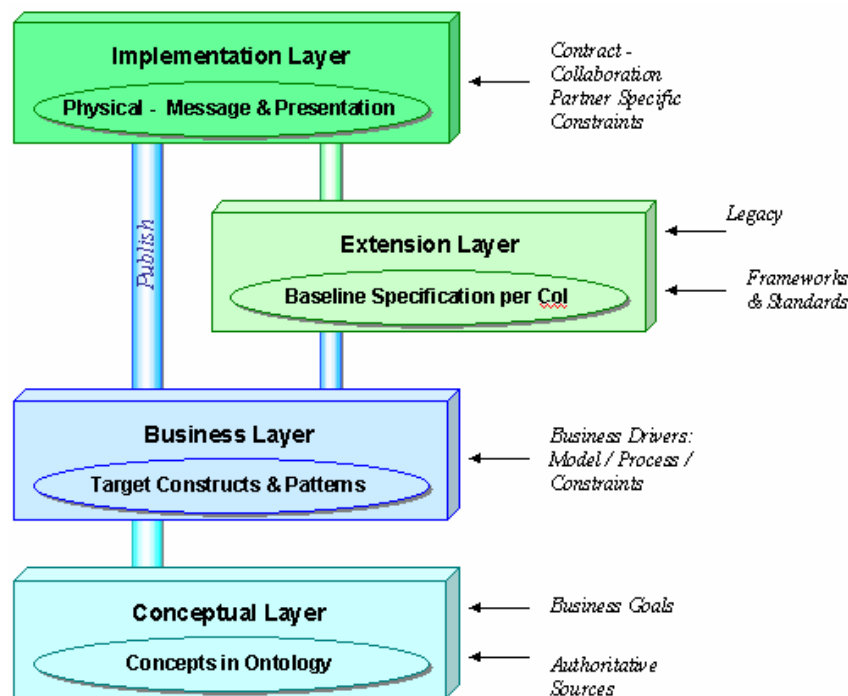 Implementation Layer
Physical - Message & Presentation
Contract -
Collaboration
Partner Specific
Constraints
Publish
Extension Layer
Baseline Specification per CoI
Legacy
Frameworks
& Standards
Business Layer
Target Constructs & Patterns
Business Drivers:
Model / Process /
Constraints
Conceptual Layer
Concepts in Ontology
Business Goals
Authoritative
Sources